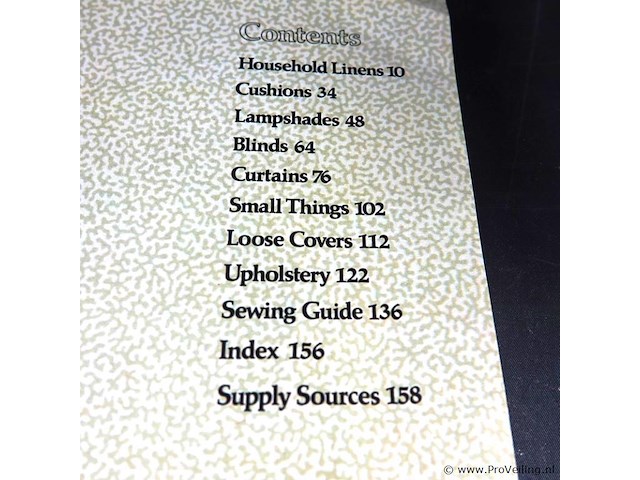 Contents
Household Linens 10
Cushions 34
Lampshades 48
Blinds 64
Curtains 76
Small Things 102
Loose Covers 112
Upholstery 122
Sewing Guide 136
Index 156
Supply Sources 158
© www.ProVeiling.nl